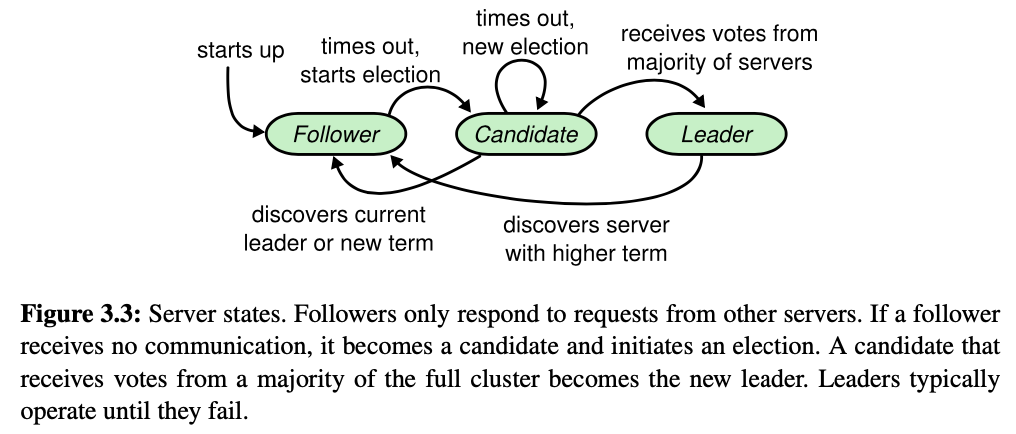 starts up
times out,
starts election
times out,
new election
receives votes from
majority of servers
Follower
Candidate
Leader
discovers current
leader or new term
discovers server
with higher term
Figure 3.3: Server states. Followers only respond to requests from other servers. If a follower
receives no communication, it becomes a candidate and initiates an election. A candidate that
receives votes from a majority of the full cluster becomes the new leader. Leaders typically
operate until they fail.